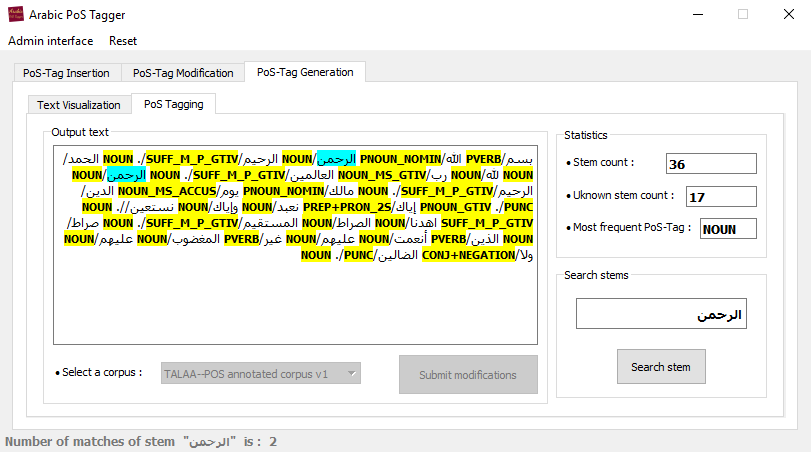 Arabic PoS Tagger
Admin interface Reset
PoS-Tag Insertion PoS-Tag Modification PoS-Tag Generation
Text Visualization PoS Tagging
Output text
بسم/PVERB الله/PNOUN_NOMIN الرحمن/NOUN الرحيم/SUFF_M_P_GTIV ./NOUN الحمد/
NOUN لله/NOUN رب/NOUN_MS_GTIV العالمين/SUFF_M_P_GTIV ./NOUN الرحمن/NOUN
الرحيم/SUFF_M_P_GTIV ./NOUN مالك/PNOUN_NOMIN يوم/NOUN_MS_ACCUS الدين/
PUNC ./PNOUN_GTIV إياك/PREP+PRON_2S نعبد/NOUN وإياك/NOUN نستعين//. NOUN
SUFF_M_P_GTIV اهدنا/NOUN الصراط/NOUN المستقيم/SUFF_M_P_GTIV ./NOUN صراط/
NOUN الذين/PVERB أنعمت/NOUN عليهم/NOUN غير/PVERB المغضوب/NOUN عليهم/NOUN
ولا/CONJ+NEGATION الضالين/PUNC ./NOUN
• Select a corpus : TALAA--POS annotated corpus v1
Submit modifications
Statistics
• Stem count : 36
• Uknown stem count : 17
• Most frequent PoS-Tag : NOUN
Search stems
الرحمن
Search stem
Number of matches of stem "الرحمن" is : 2